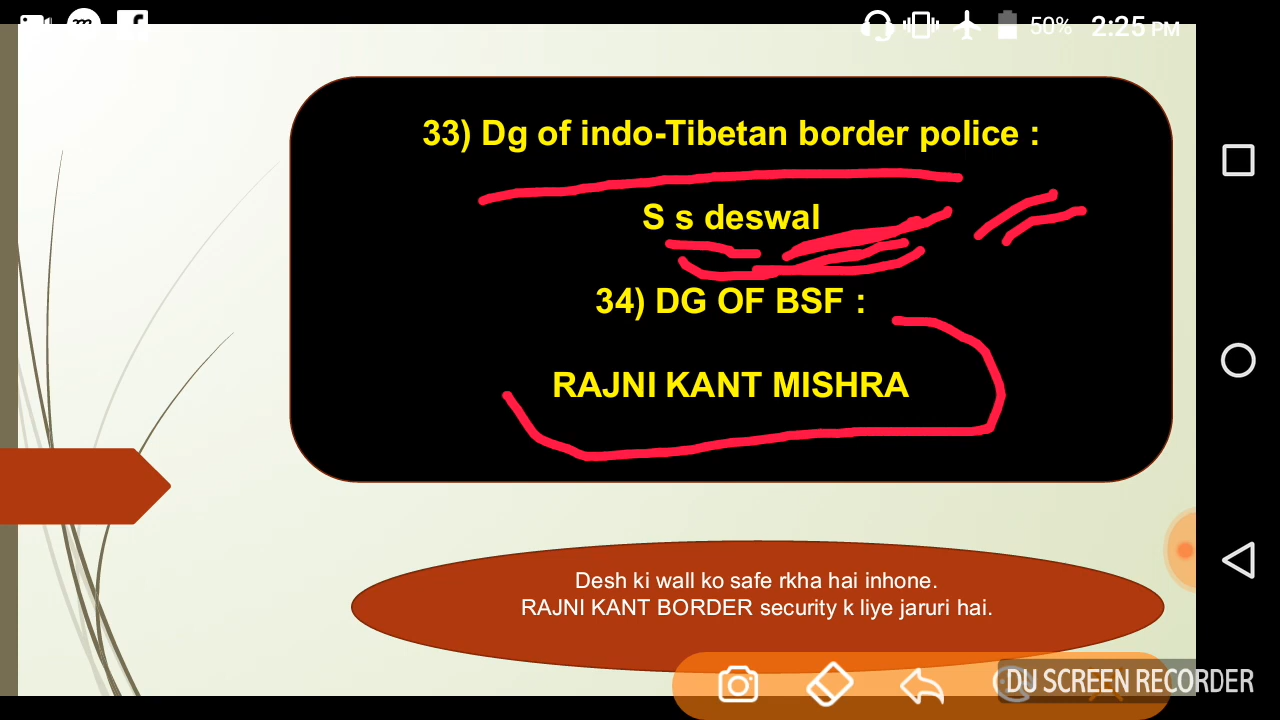 50% 2:25 PM
33) Dg of indo-Tibetan border police :
S s deswal
34) DG OF BSF :
RAJNI KANT MISHRA
Desh ki wall ko safe rkha hai inhone.
RAJNI KANT BORDER security k liye jaruri hai.
DU SCREEN RECORDER